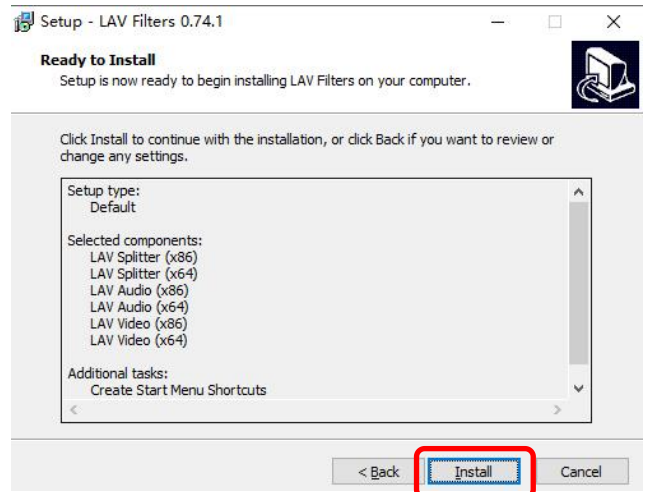 Setup - LAV Filters 0.74.1
Ready to Install
Setup is now ready to begin installing LAV Filters on your computer.
Click Install to continue with the installation, or click Back if you want to review or
change any settings.
Setup type:
Default
Selected components:
LAV Splitter (x86)
LAV Splitter (x64)
LAV Audio (x86)
LAV Audio (x64)
LAV Video (x86)
LAV Video (x64)
Additional tasks:
Create Start Menu Shortcuts
< Back Install Cancel